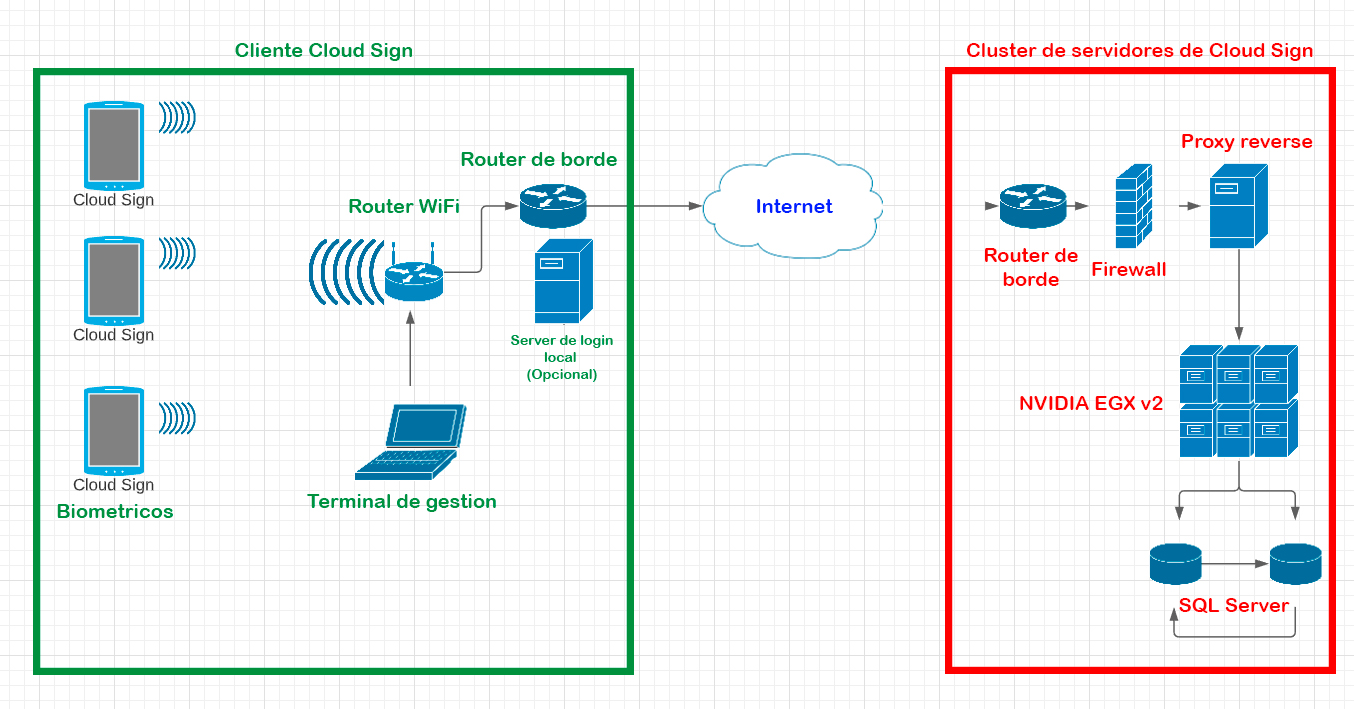 Cliente Cloud Sign
Cloud Sign
Cloud Sign
Cloud Sign
Biometricos
Router WiFi
Router de borde
Server de login
local
(Opcional)
Terminal de gestion
Internet
Cluster de servidores de Cloud Sign
Router de
borde
Firewall
Proxy reverse
NVIDIA EGX v2
SQL Server